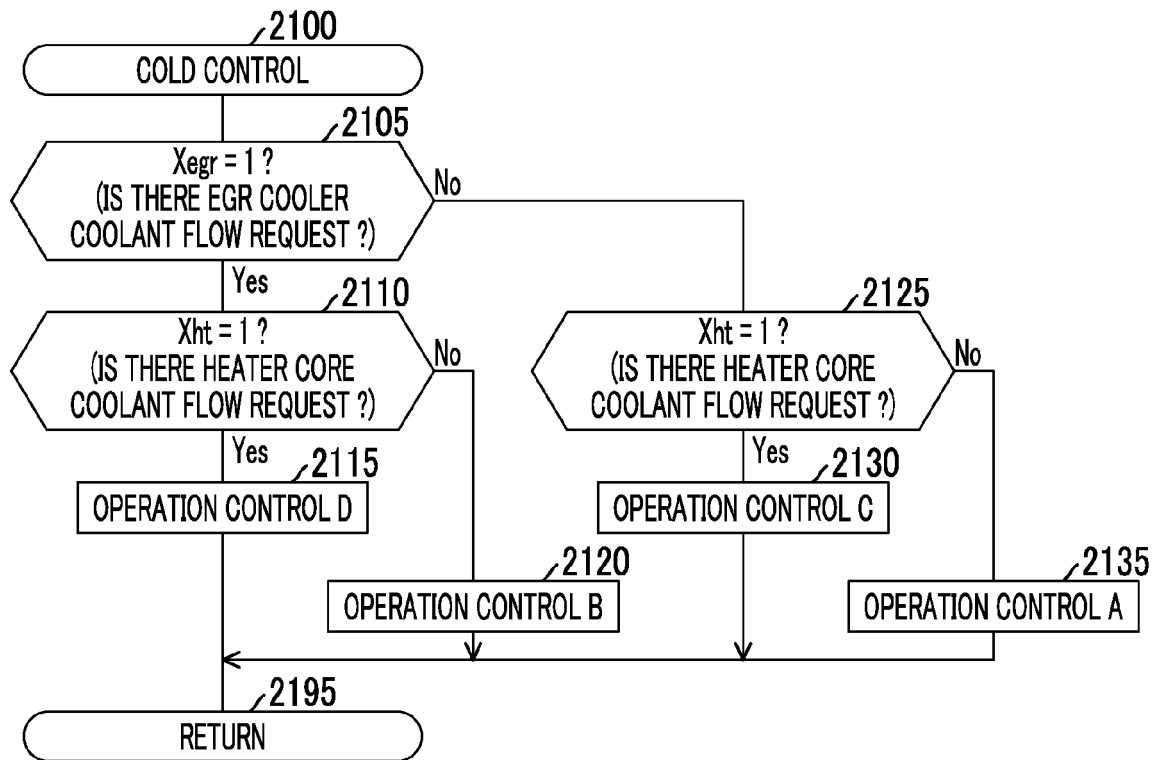 2100
COLD CONTROL
2105
Xegr = 1 ?
(IS THERE EGR COOLER
COOLANT FLOW REQUEST ?)
No
Yes
2110
Xht = 1 ?
(IS THERE HEATER CORE
COOLANT FLOW REQUEST ?)
No
Yes
2125
Xht = 1 ?
(IS THERE HEATER CORE
COOLANT FLOW REQUEST ?)
No
Yes
2115
OPERATION CONTROL D
2130
OPERATION CONTROL C
2120
OPERATION CONTROL B
2135
OPERATION CONTROL A
2195
RETURN